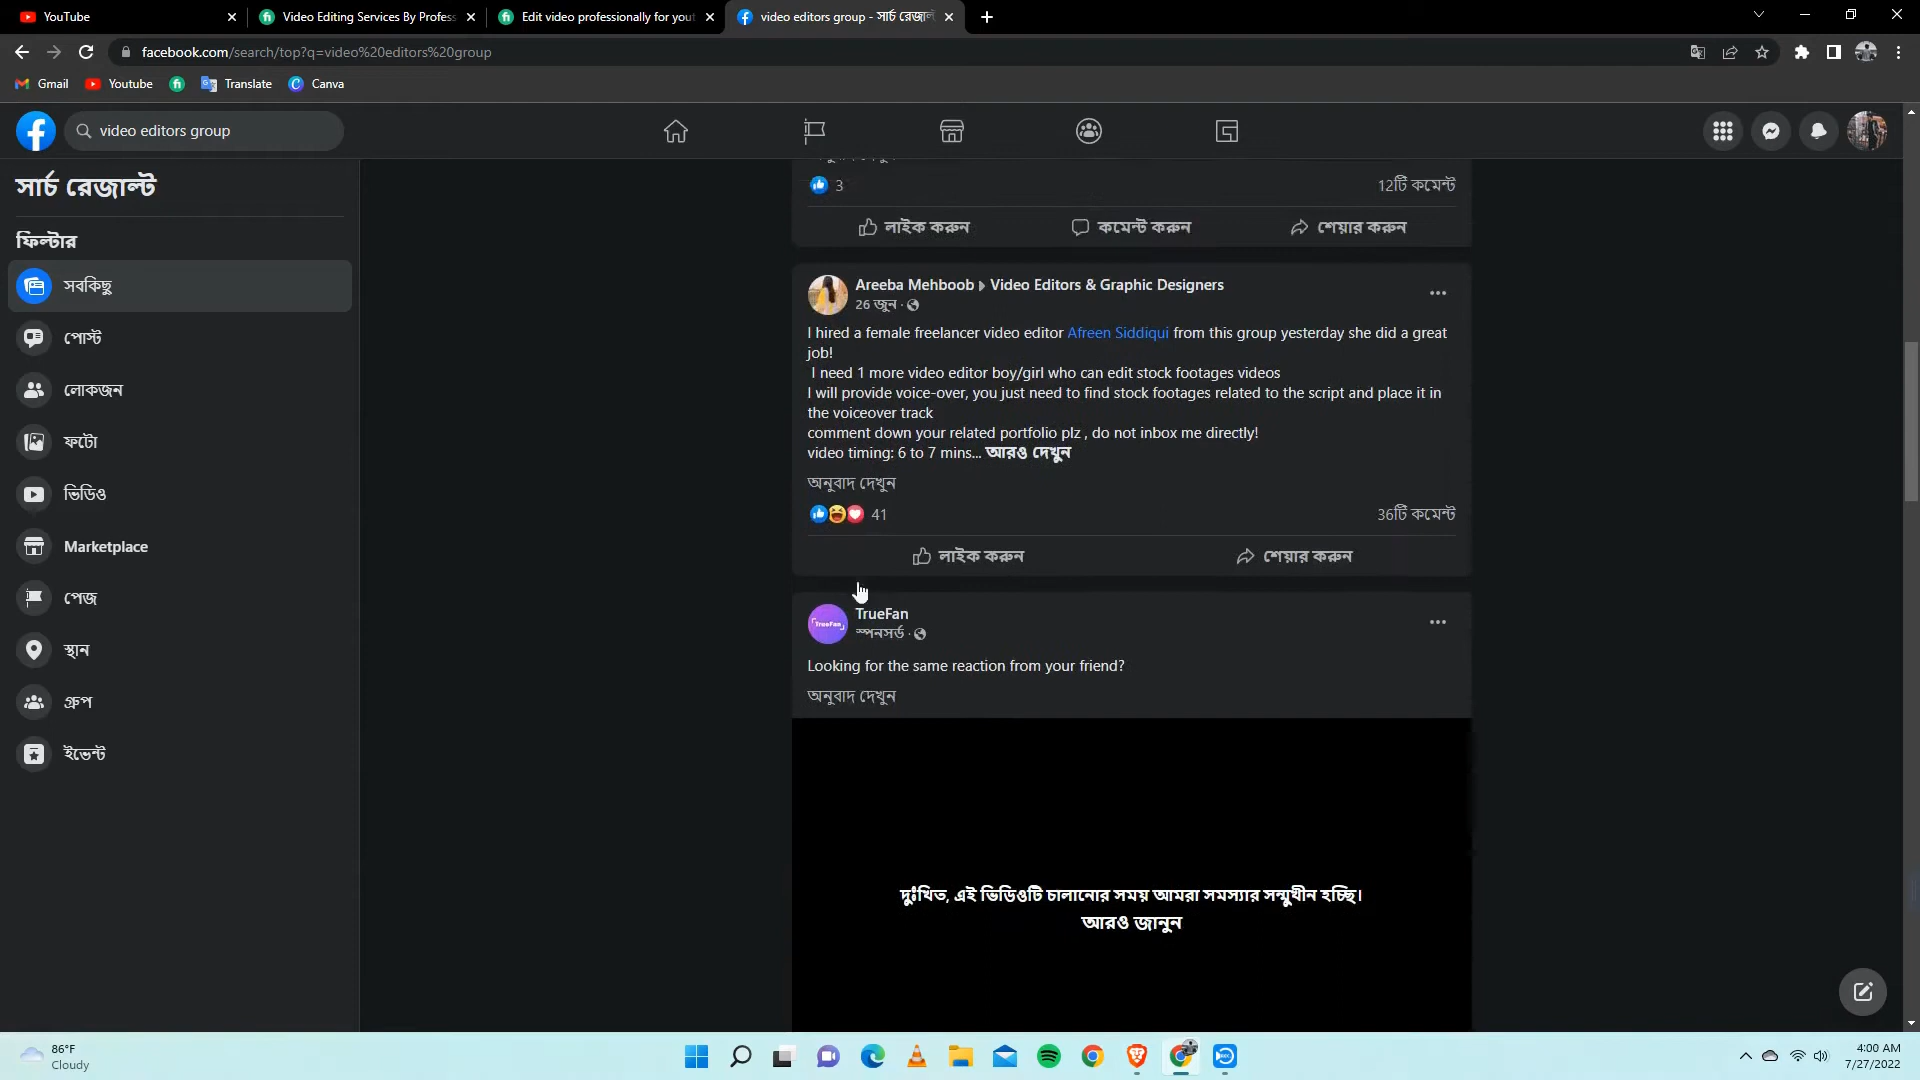 YouTube
Video Editing Services By Profess
Edit video professionally for yout
video editors group - সার্চ রেজাল্ট
facebook.com/search/top?q=video%20editors%20group
Gmail
Youtube
Translate
Canva
video editors group
সার্চ রেজাল্ট
ফিল্টার
সবকিছু
পোস্ট
লোকজন
ফটো
ভিডিও
Marketplace
পেজ
স্থান
গ্রুপ
ইভেন্ট
3
12টি কমেন্ট
লাইক করুন
কমেন্ট করুন
শেয়ার করুন
Areeba Mehboob Video Editors & Graphic Designers
26 জুন ·
I hired a female freelancer video editor Afreen Siddiqui from this group yesterday she did a great
job!
I need 1 more video editor boy/girl who can edit stock footages videos
I will provide voice-over, you just need to find stock footages related to the script and place it in
the voiceover track
comment down your related portfolio plz , do not inbox me directly!
video timing: 6 to 7 mins... আরও দেখুন
অনুবাদ দেখুন
41
36টি কমেন্ট
লাইক করুন
শেয়ার করুন
TrueFan
TrueFan
স্পনসর্ড ·
Looking for the same reaction from your friend?
অনুবাদ দেখুন
দুঃখিত, এই ভিডিওটি চালানোর সময় আমরা সমস্যার সম্মুখীন হচ্ছি।
আরও জানুন
86°F
Cloudy
4:00 AM
7/27/2022